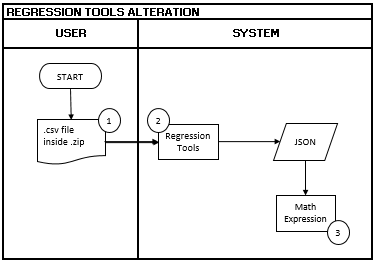 REGRESSION TOOLS ALTERATION
USER
SYSTEM
START
.csv file
inside .zip
1
2
Regression
Tools
JSON
Math
Expression
3